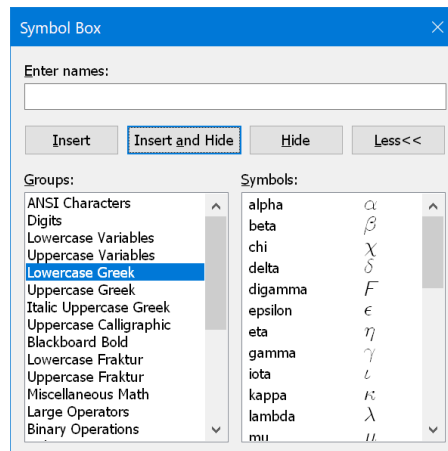 Symbol Box
Enter names:
Insert
Insert and Hide
Hide
Less<<
Groups:
ANSI Characters
Digits
Lowercase Variables
Uppercase Variables
Lowercase Greek
Uppercase Greek
Italic Uppercase Greek
Uppercase Calligraphic
Blackboard Bold
Lowercase Fraktur
Uppercase Fraktur
Miscellaneous Math
Large Operators
Binary Operations
Symbols:
alpha α
beta β
chi χ
delta δ
digamma F
epsilon ϵ
eta η
gamma γ
iota ι
kappa κ
lambda λ
mu μ